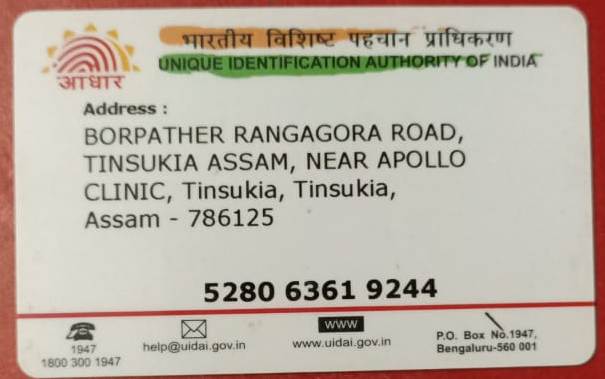 भारतीय विशिष्ट पहचान प्राधिकरण
UNIQUE IDENTIFICATION AUTHORITY OF INDIA
आधार
Address :
BORPATHER RANGAGORA ROAD,
TINSUKIA ASSAM, NEAR APOLLO
CLINIC, Tinsukia, Tinsukia,
Assam - 786125
5280 6361 9244
1947
1800 300 1947
help@uidai.gov.in
WWW
www.uidai.gov.in
P.O. Box No.1947,
Bengaluru-560 001